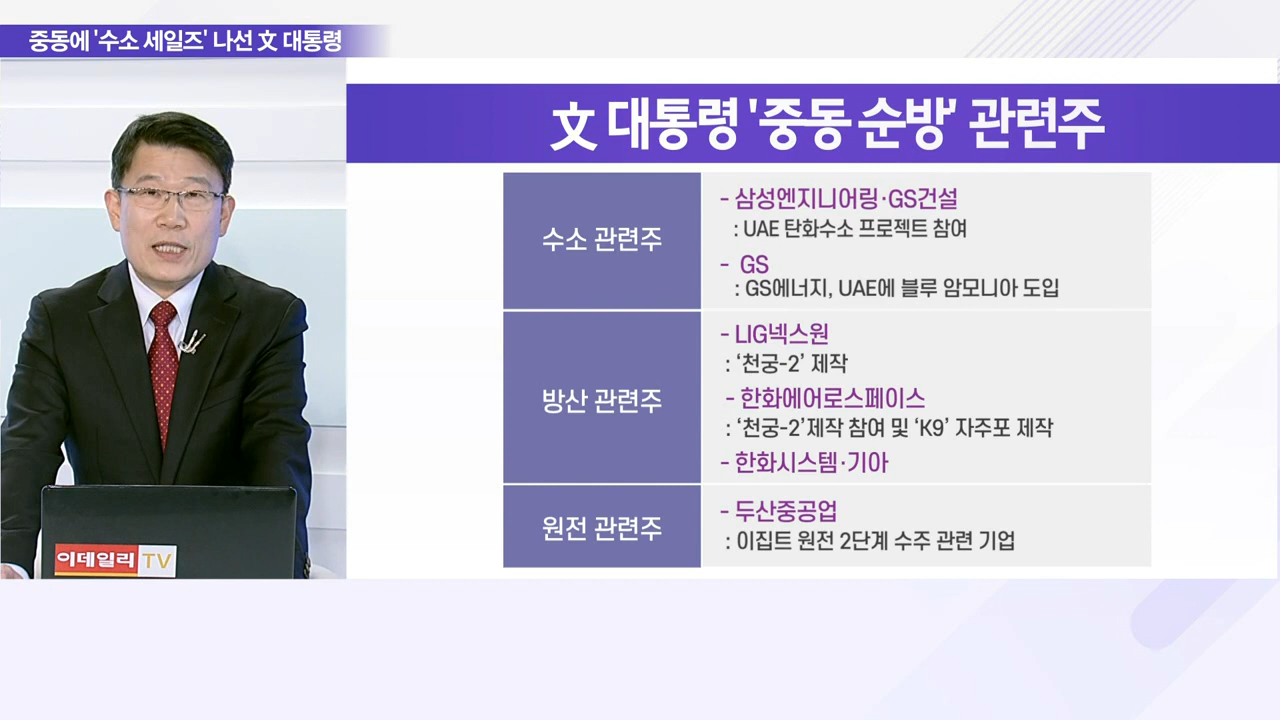 중동에 '수소 세일즈' 나선 文 대통령
文 대통령 '중동 순방' 관련주
수소 관련주
- 삼성엔지니어링·GS건설
: UAE 탄화수소 프로젝트 참여
- GS
: GS에너지, UAE에 블루 암모니아 도입
방산 관련주
- LIG넥스원
: ‘천궁-2’ 제작
- 한화에어로스페이스
: ‘천궁-2’제작 참여 및 ‘K9’ 자주포 제작
- 한화시스템·기아
원전 관련주
- 두산중공업
: 이집트 원전 2단계 수주 관련 기업
이데일리 TV